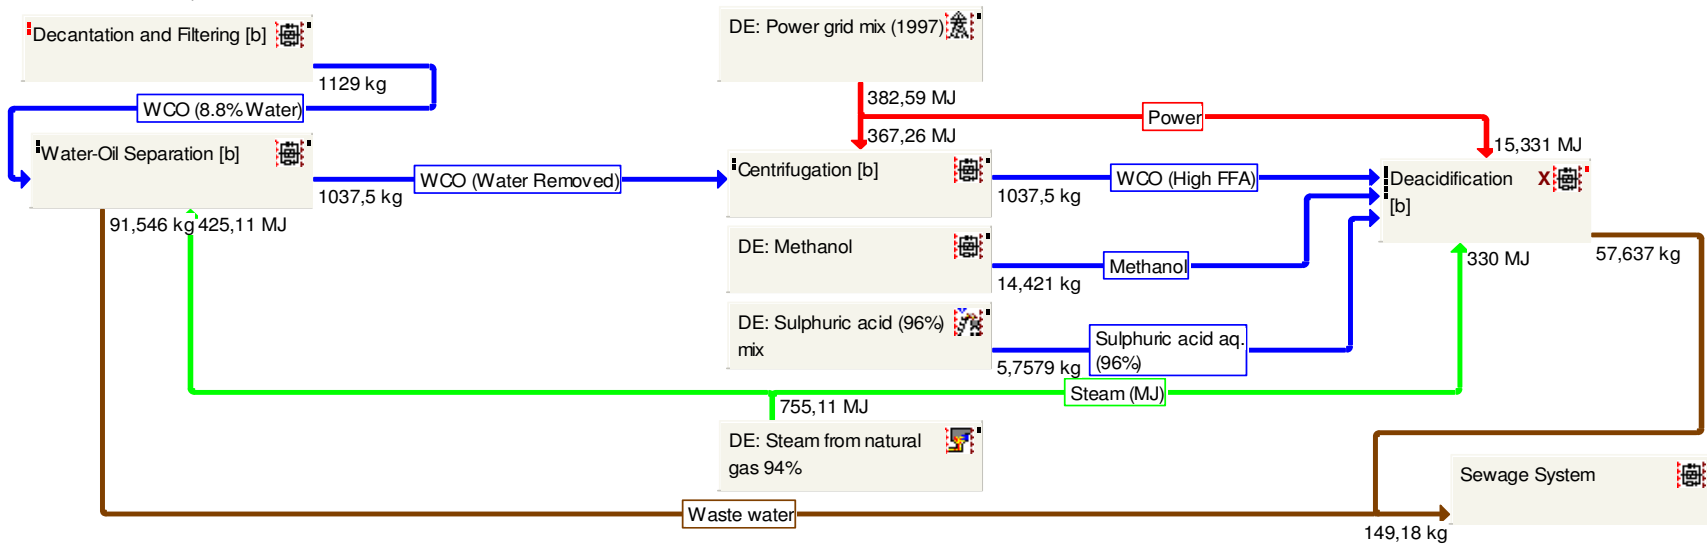 Decantation and Filtering [b]
DE: Power grid mix (1997)
1129 kg
382,59 MJ
WCO (8.8% Water)
Power
367,26 MJ
15,331 MJ
Water-Oil Separation [b]
WCO (Water Removed)
1037,5 kg
Centrifugation [b]
WCO (High FFA)
1037,5 kg
Deacidification
[b]
X
91,546 kg
425,11 MJ
DE: Methanol
Methanol
14,421 kg
330 MJ
57,637 kg
DE: Sulphuric acid (96%)
mix
Sulphuric acid aq.
(96%)
5,7579 kg
Steam (MJ)
755,11 MJ
DE: Steam from natural
gas 94%
Sewage System
Waste water
149,18 kg